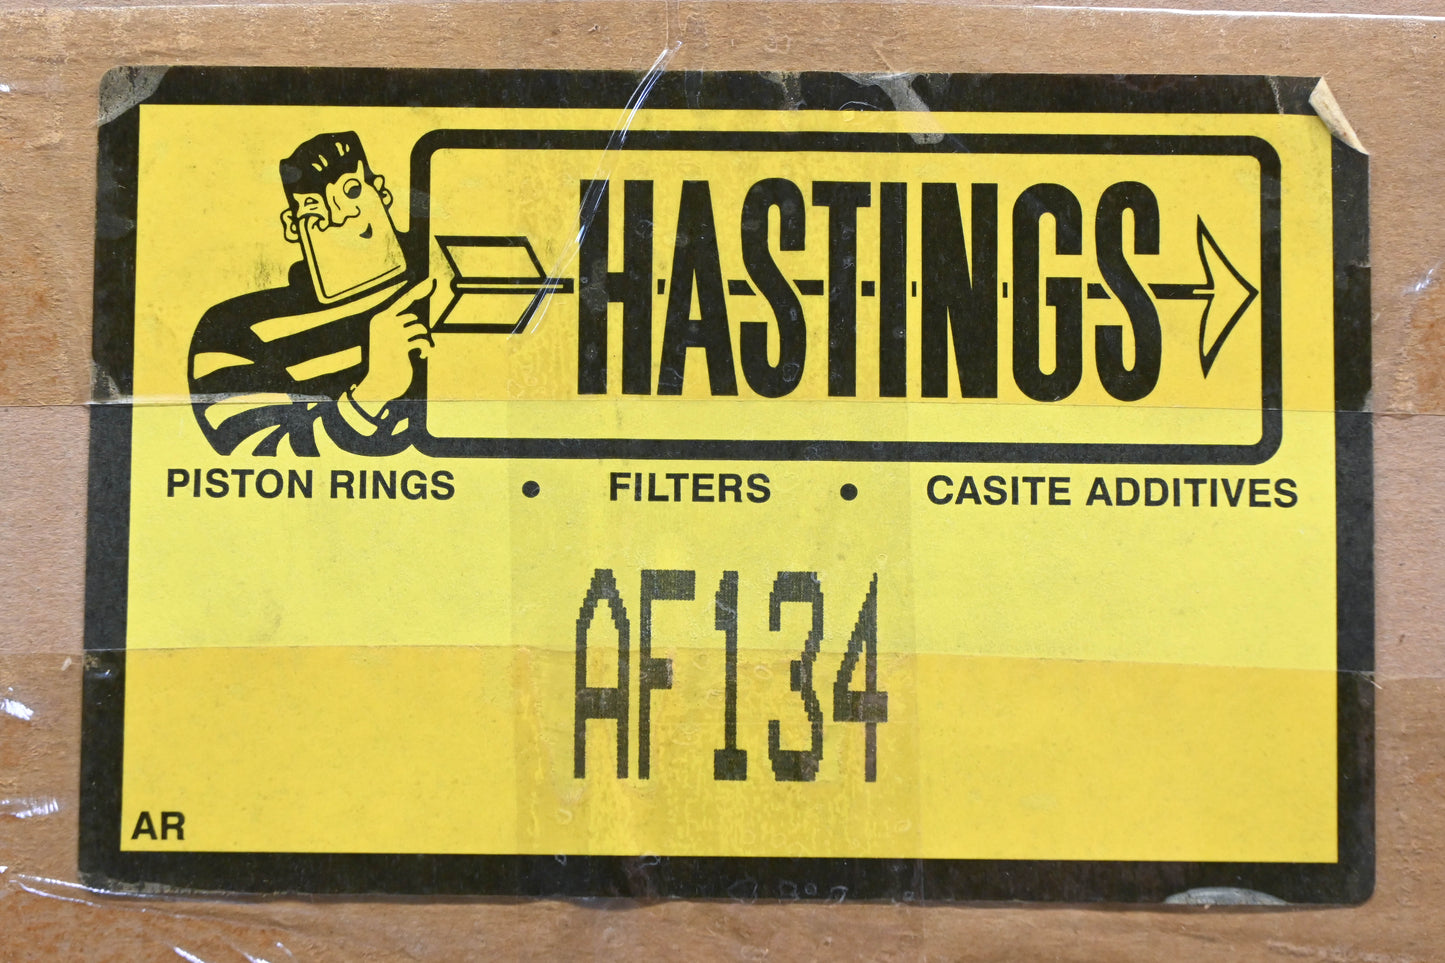 HASTINGS
PISTON RINGS • FILTERS • CASITE ADDITIVES
AF134
AR